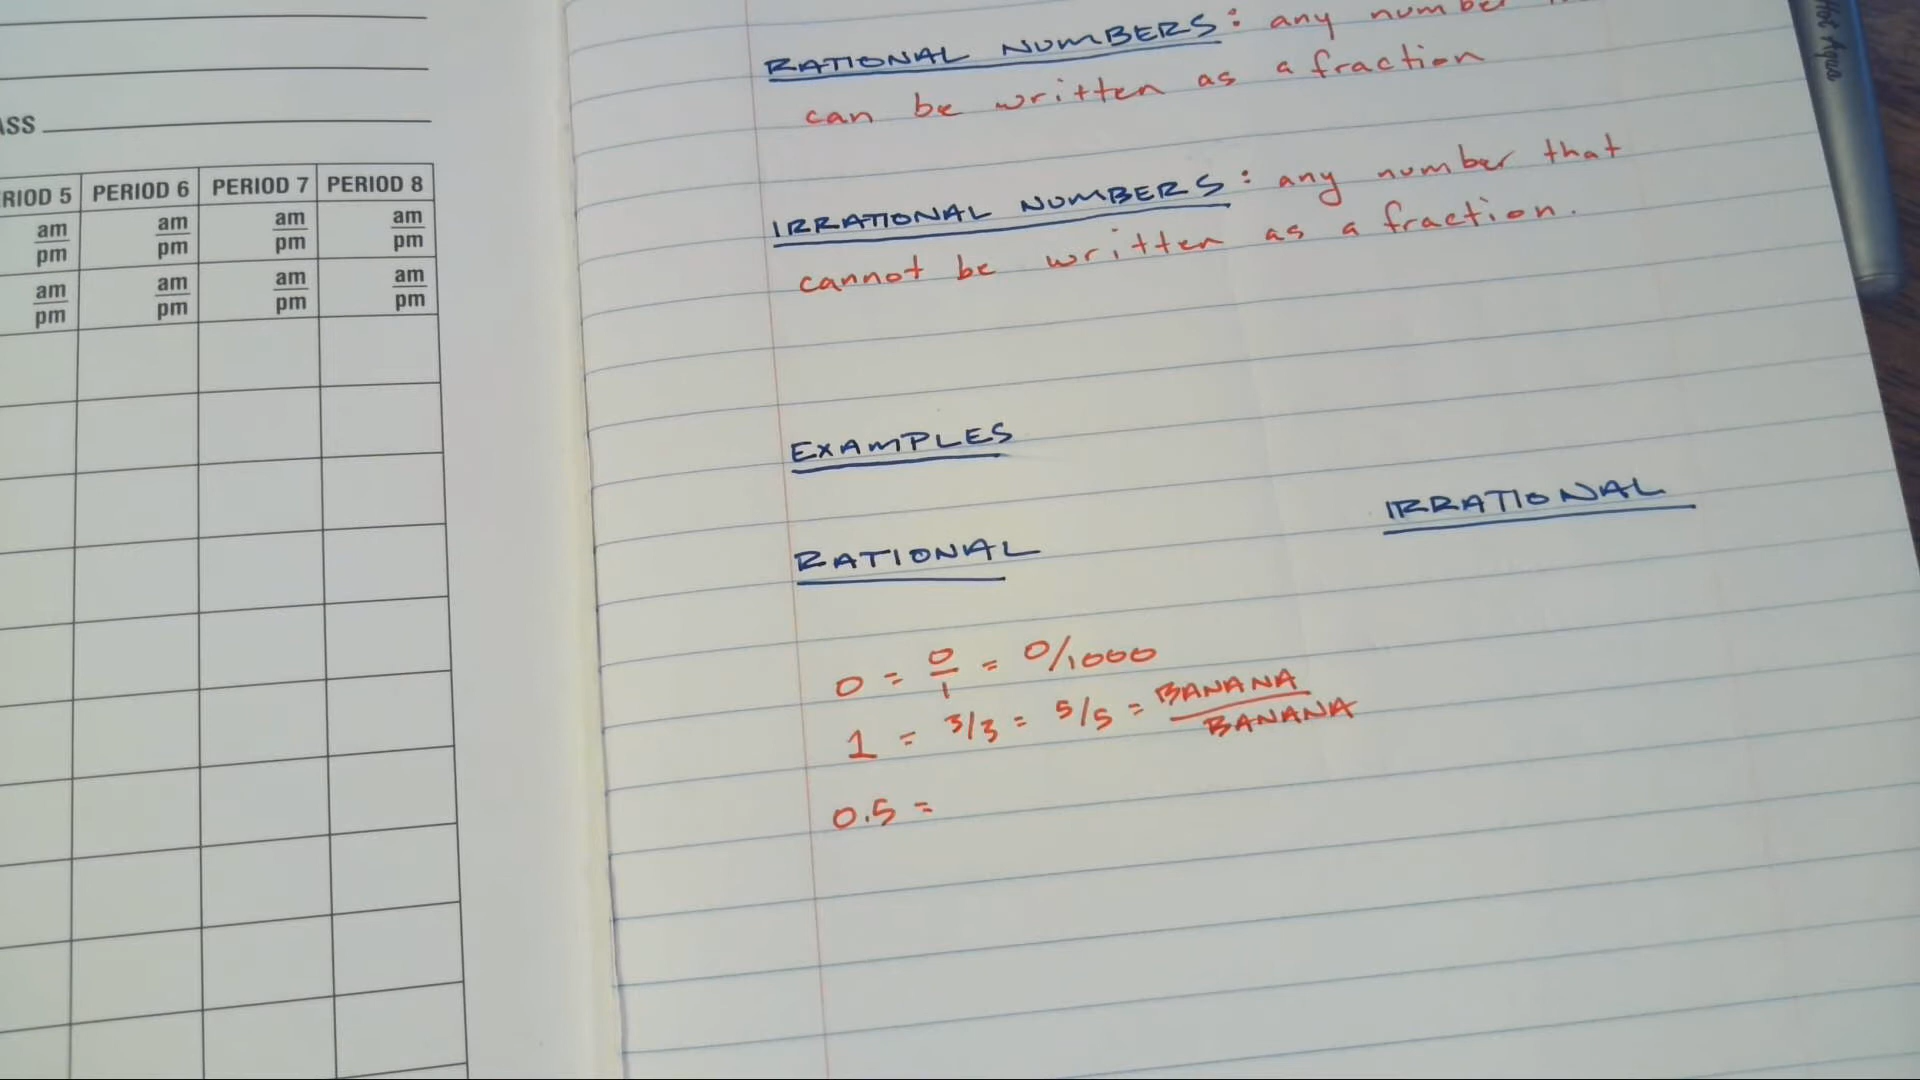 ASS
RIOD 5 PERIOD 6 PERIOD 7 PERIOD 8
am am am am
pm pm pm pm
am am am am
pm pm pm pm
RATIONAL NUMBERS: any number
can be written as a fraction
IRRATIONAL NUMBERS: any number that
cannot be written as a fraction.
EXAMPLES
RATIONAL
IRRATIONAL
0 = 0/1 = 0/1000
1 = 3/3 = 5/5 = BANANA/BANANA
0.5 =